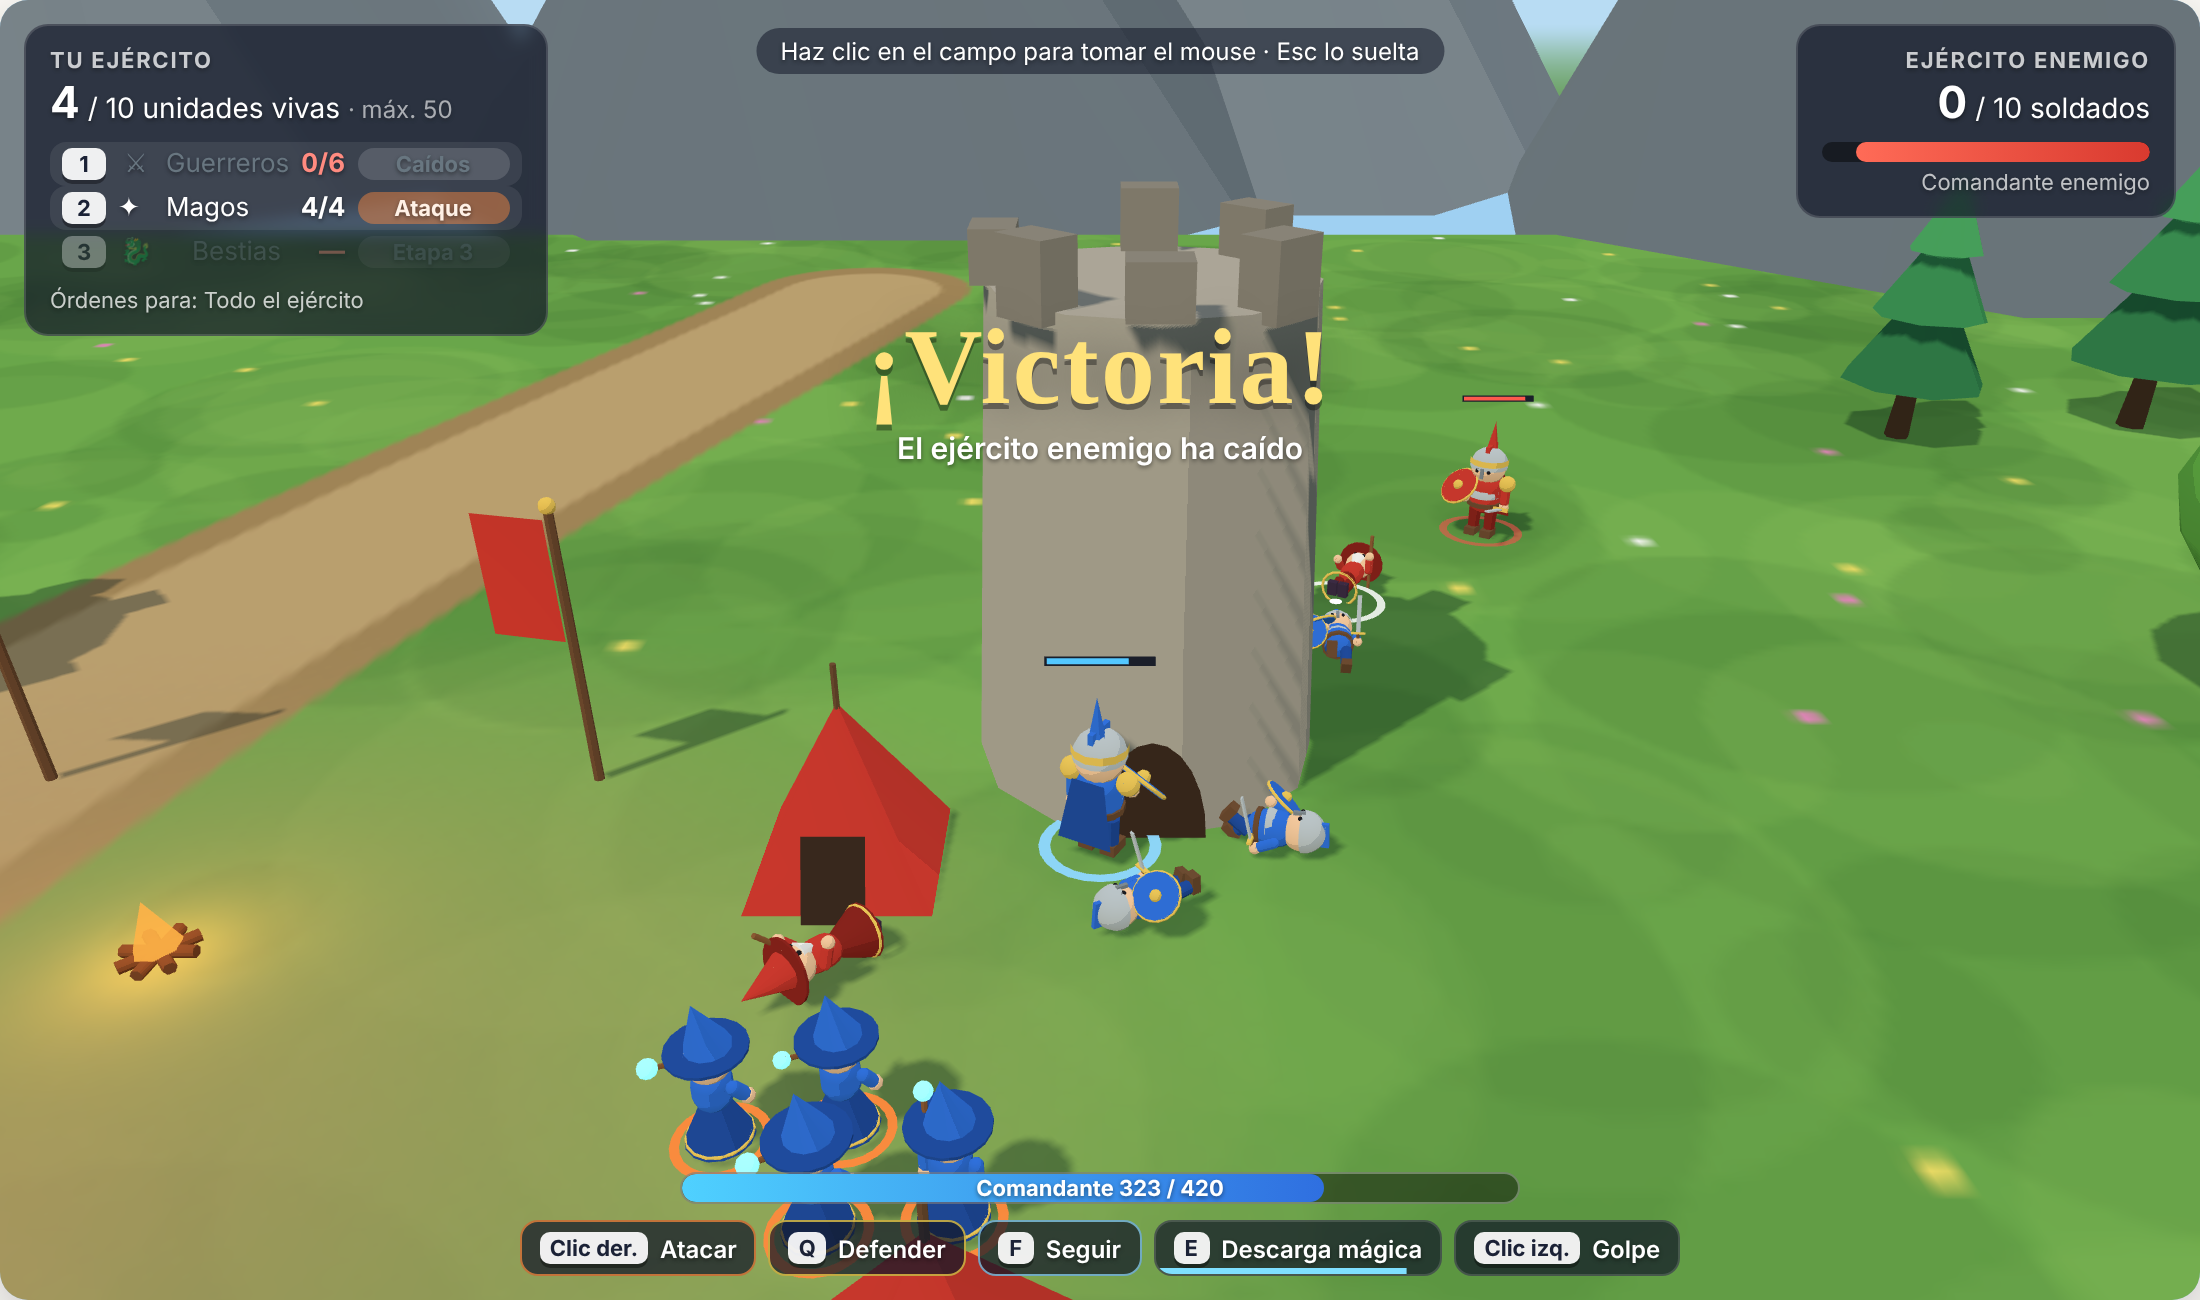 TU EJÉRCITO
4 / 10 unidades vivas · máx. 50
1 Guerreros 0/6 Caídos
2 Magos 4/4 Ataque
3 Bestias — Etapa 3
Órdenes para: Todo el ejército
Haz clic en el campo para tomar el mouse · Esc lo suelta
EJÉRCITO ENEMIGO
0 / 10 soldados
Comandante enemigo
¡Victoria!
El ejército enemigo ha caído
Comandante 323 / 420
Clic der. Atacar
Q Defender
F Seguir
E Descarga mágica
Clic izq. Golpe